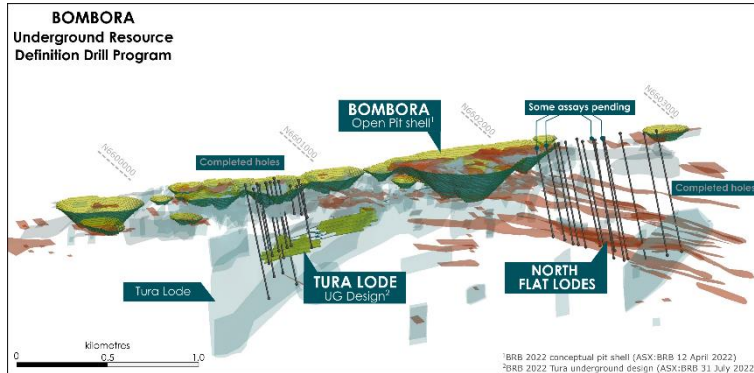 BOMBORA
Underground Resource
Definition Drill Program
N6600000
N6601000
N6602000
N6603000
BOMBORA
Open Pit shell¹
Some assays pending
Completed holes
Completed holes
Tura Lode
TURA LODE
UG Design²
NORTH
FLAT LODES
kilometres
0 0.5 1.0
¹BRB 2022 conceptual pit shell (ASX:BRB 12 April 2022)
²BRB 2022 Tura underground design (ASX:BRB 31 July 2022